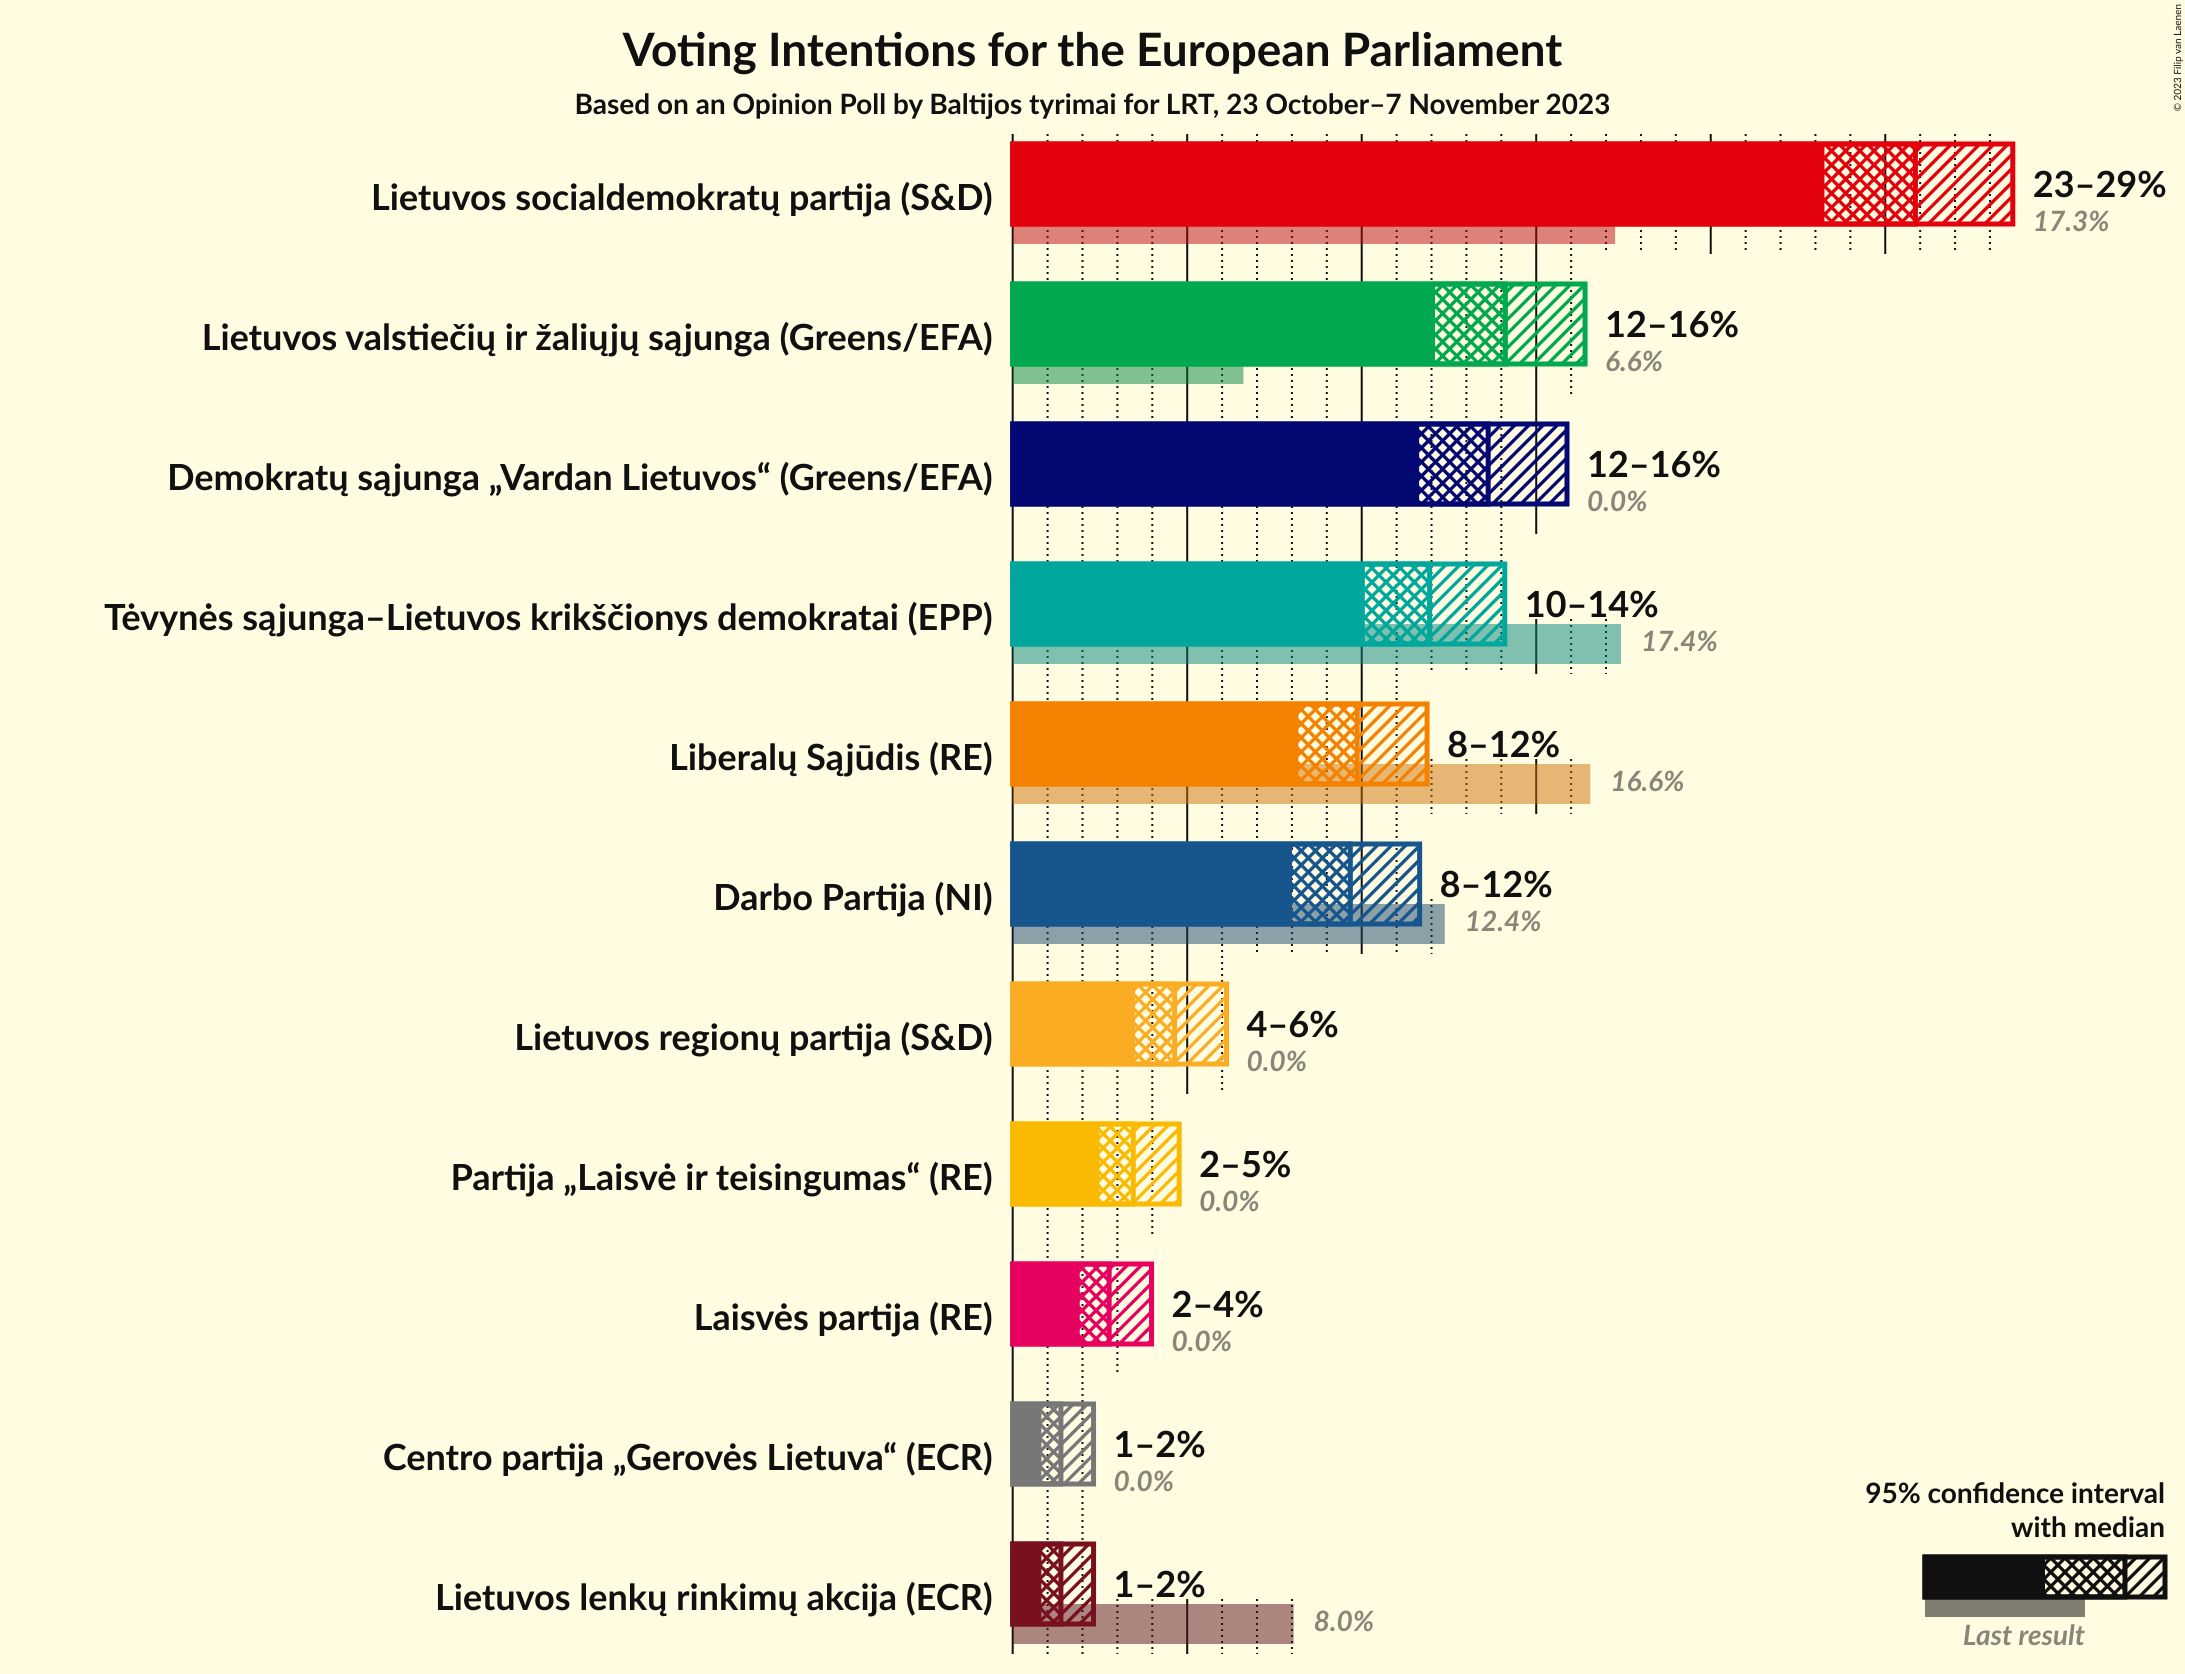 Voting Intentions for the European Parliament
Based on an Opinion Poll by Baltijos tyrimai for LRT, 23 October–7 November 2023
© 2023 Filip van Laenen
Lietuvos socialdemokratų partija (S&D)
23–29%
17.3%
Lietuvos valstiečių ir žaliųjų sąjunga (Greens/EFA)
12–16%
6.6%
Demokratų sąjunga „Vardan Lietuvos“ (Greens/EFA)
12–16%
0.0%
Tėvynės sąjunga–Lietuvos krikščionys demokratai (EPP)
10–14%
17.4%
Liberalų Sąjūdis (RE)
8–12%
16.6%
Darbo Partija (NI)
8–12%
12.4%
Lietuvos regionų partija (S&D)
4–6%
0.0%
Partija „Laisvė ir teisingumas“ (RE)
2–5%
0.0%
Laisvės partija (RE)
2–4%
0.0%
Centro partija „Gerovės Lietuva“ (ECR)
1–2%
0.0%
Lietuvos lenkų rinkimų akcija (ECR)
1–2%
8.0%
95% confidence interval
with median
Last result